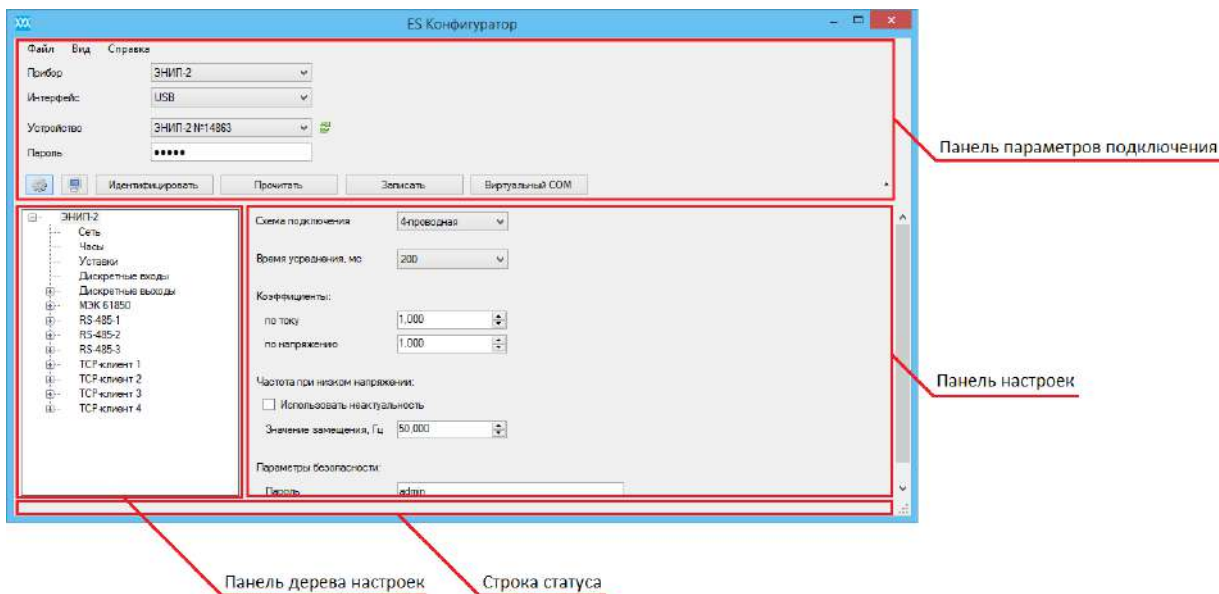 ES Конфигуратор
Файл Вид Справка
Прибор ЭНИП-2
Интерфейс USB
Устройство ЭНИП-2 №14863
Пароль •••••
Идентифицировать Прочитать Записать Виртуальный COM
Панель параметров подключения
ЭНИП-2
Сеть
Часы
Уставки
Дискретные входы
Дискретные выходы
МЭК 61850
RS-485-1
RS-485-2
RS-485-3
TCP-клиент 1
TCP-клиент 2
TCP-клиент 3
TCP-клиент 4
Схема подключения 4-проводная
Время усреднения, мс 200
Коэффициенты:
по току 1,000
по напряжению 1,000
Частота при низком напряжении:
Использовать неактуальность
Значение замещения, Гц 50,000
Параметры безопасности:
Пароль admin
Панель настроек
Панель дерева настроек
Строка статуса